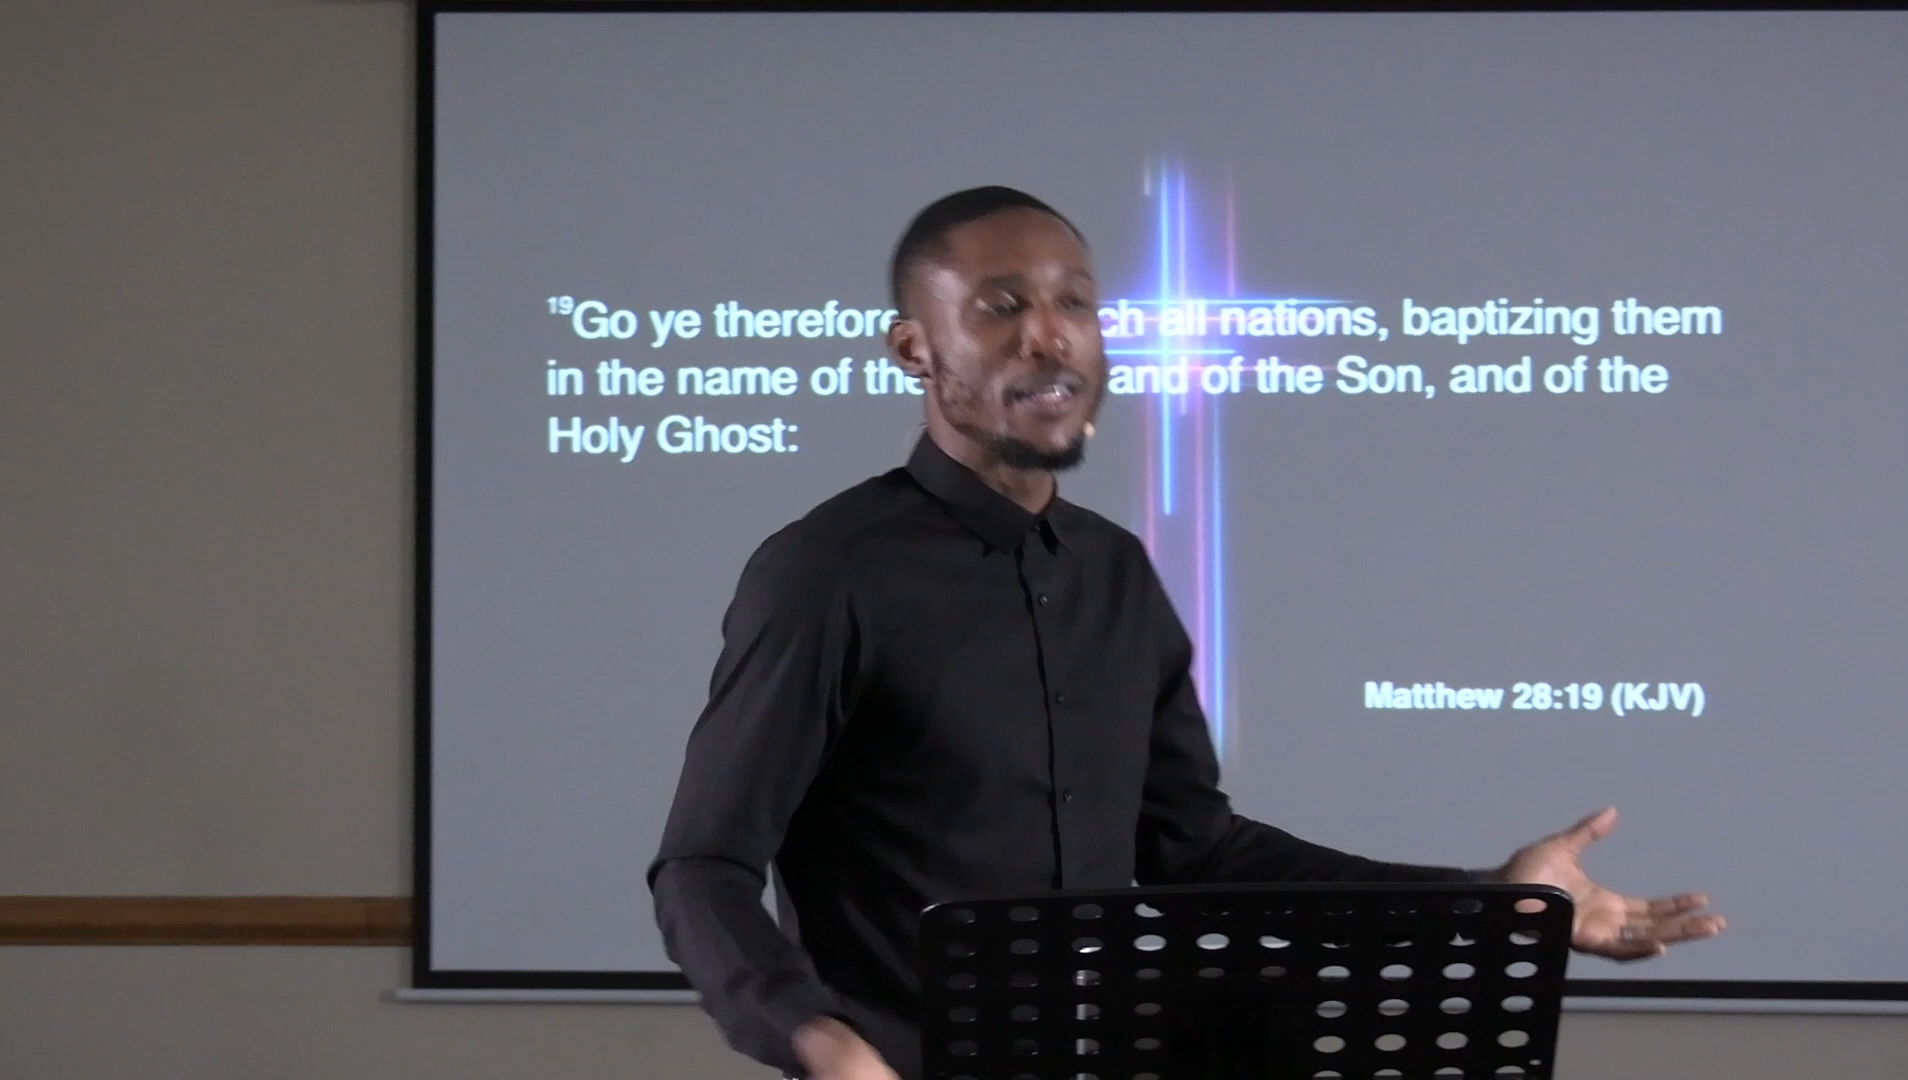 19Go ye therefore ch all nations, baptizing them
in the name of the and of the Son, and of the
Holy Ghost:
Matthew 28:19 (KJV)